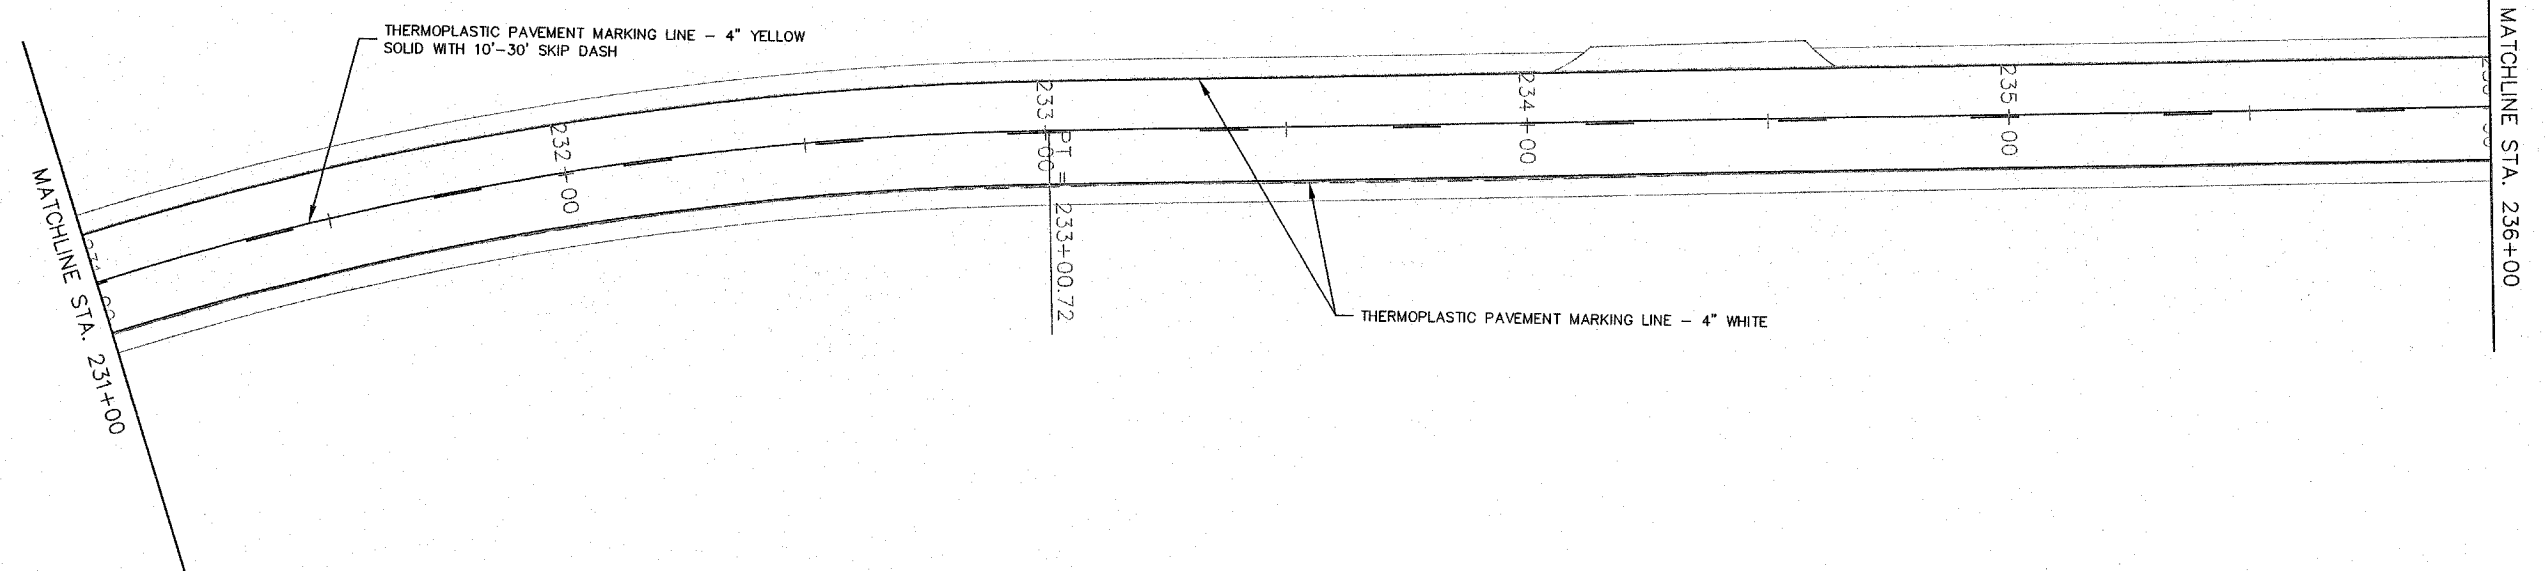 THERMOPLASTIC PAVEMENT MARKING LINE – 4" YELLOW
SOLID WITH 10'–30' SKIP DASH
MATCHLINE STA. 231+00
232+00
233+00
PT = 233+00.72
234+00
235+00
MATCHLINE STA. 236+00
THERMOPLASTIC PAVEMENT MARKING LINE – 4" WHITE